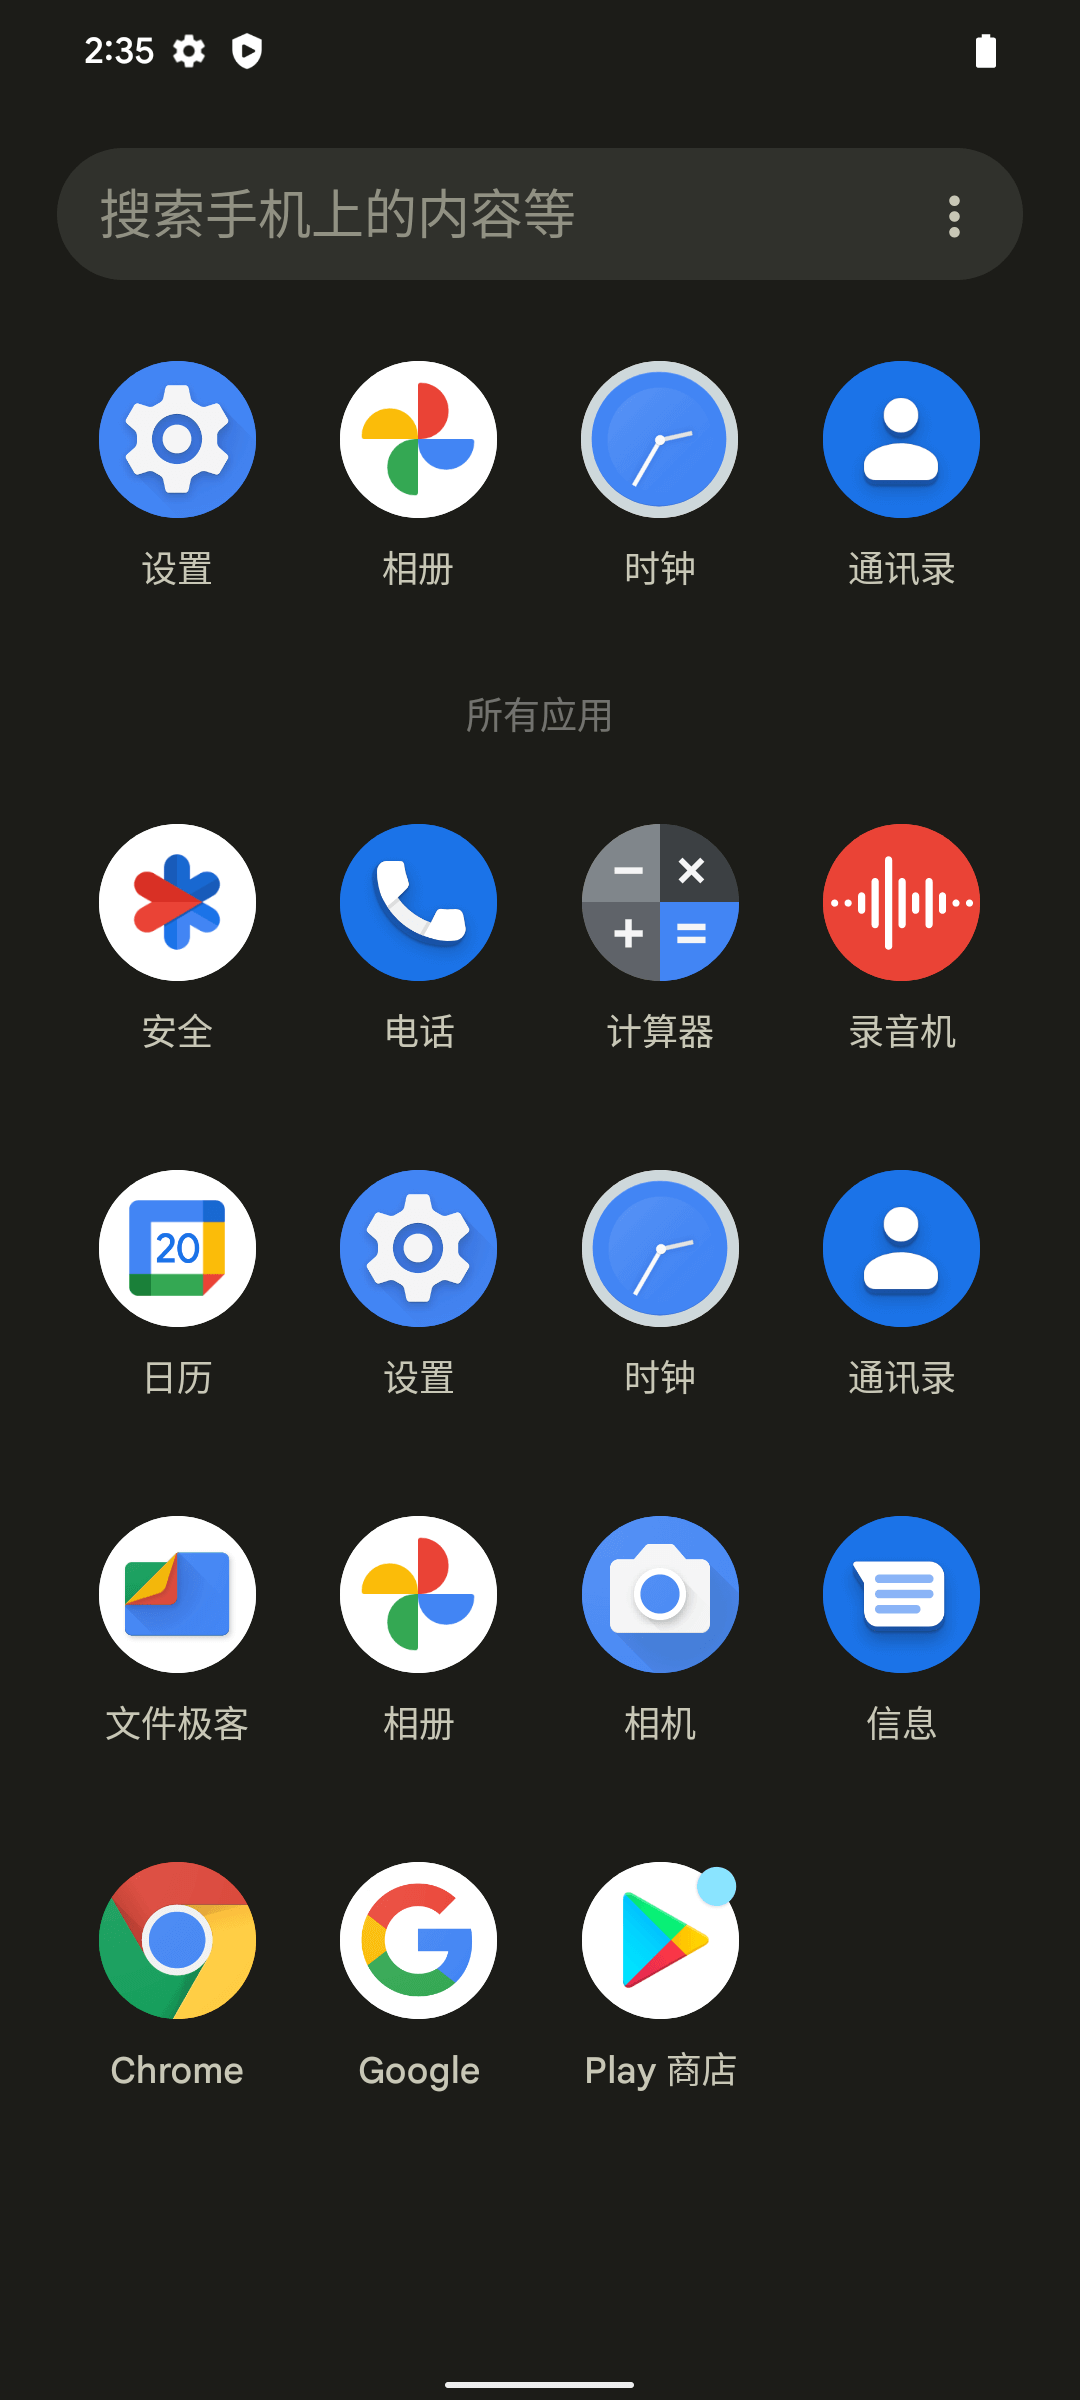 2:35
搜索手机上的内容等
设置 相册 时钟 通讯录
所有应用
安全 电话 计算器 录音机
20
日历 设置 时钟 通讯录
文件极客 相册 相机 信息
Chrome Google Play 商店